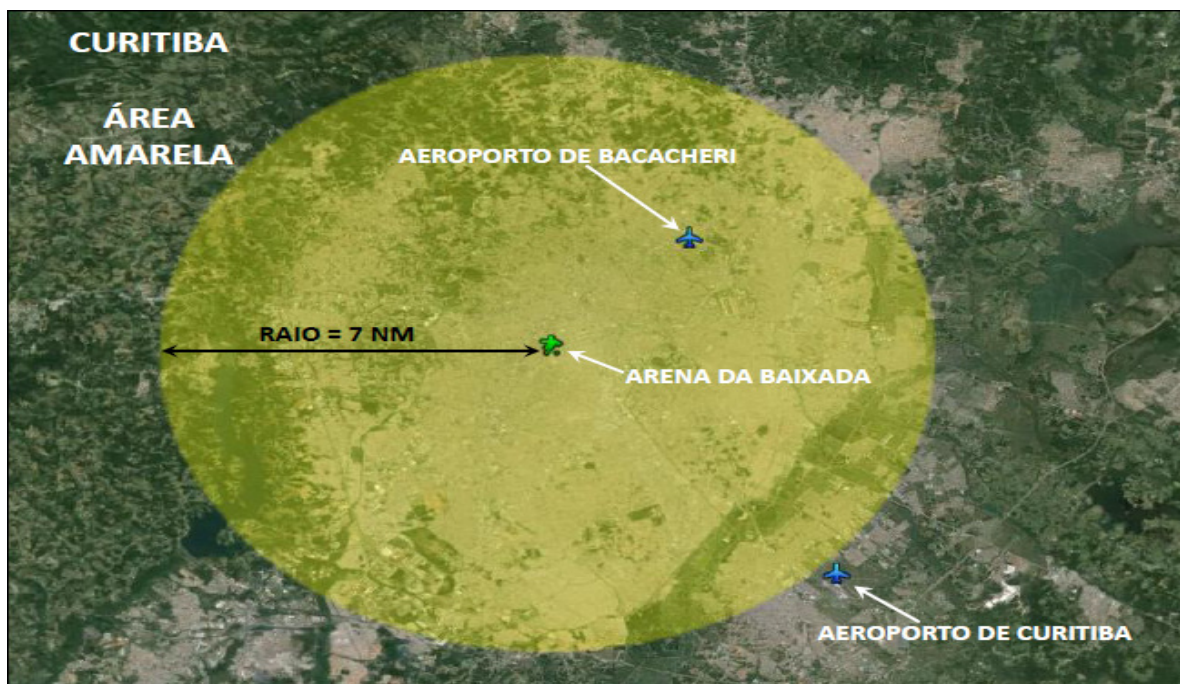 CURITIBA
ÁREA
AMARELA
AEROPORTO DE BACACHERI
RAIO = 7 NM
ARENA DA BAIXADA
AEROPORTO DE CURITIBA